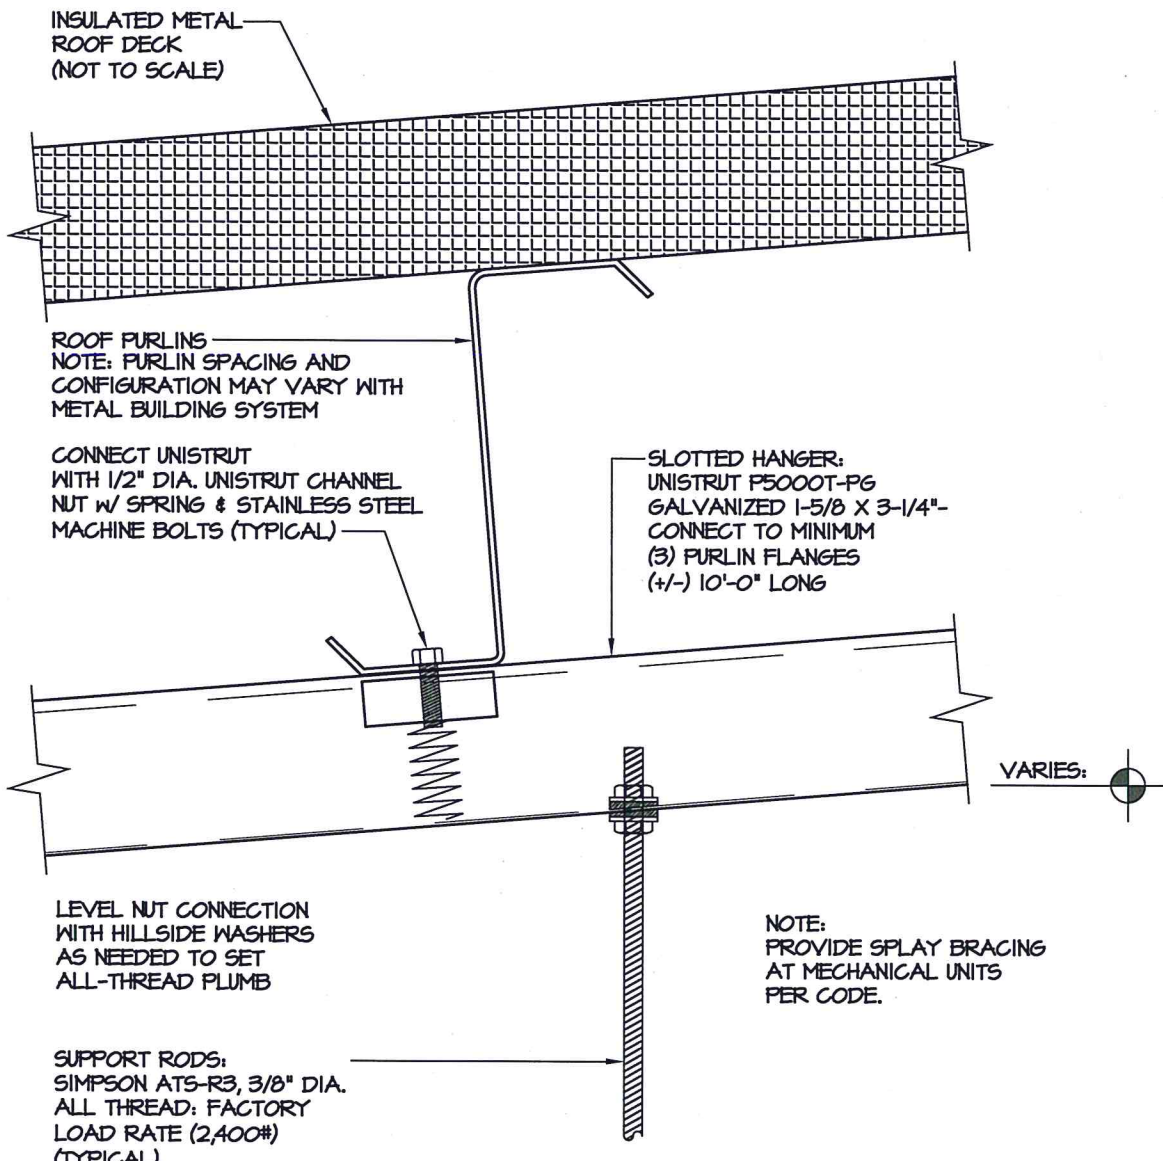 INSULATED METAL
ROOF DECK
(NOT TO SCALE)
ROOF PURLINS
NOTE: PURLIN SPACING AND
CONFIGURATION MAY VARY WITH
METAL BUILDING SYSTEM
CONNECT UNISTRUT
WITH 1/2" DIA. UNISTRUT CHANNEL
NUT W/ SPRING & STAINLESS STEEL
MACHINE BOLTS (TYPICAL)
SLOTTED HANGER:
UNISTRUT P5000T-PG
GALVANIZED 1-5/8 X 3-1/4"-
CONNECT TO MINIMUM
(3) PURLIN FLANGES
(+/-) 10'-0" LONG
VARIES:
LEVEL NUT CONNECTION
WITH HILLSIDE WASHERS
AS NEEDED TO SET
ALL-THREAD PLUMB
NOTE:
PROVIDE SPLAY BRACING
AT MECHANICAL UNITS
PER CODE.
SUPPORT RODS:
SIMPSON ATS-R3, 3/8" DIA.
ALL THREAD: FACTORY
LOAD RATE (2,400#)
(TYPICAL)